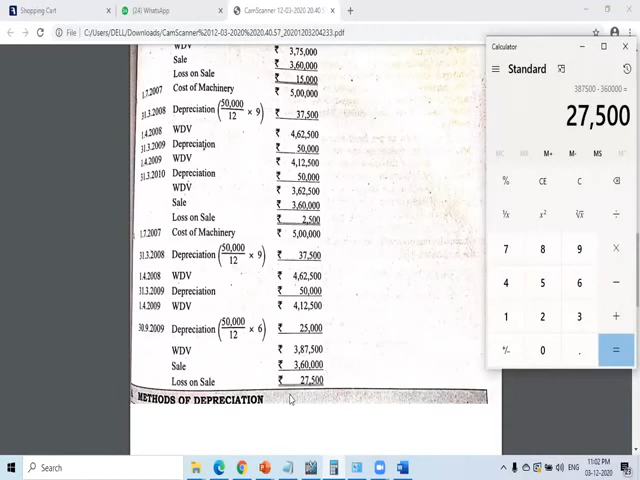 Shopping Cart
(24) WhatsApp
CamScanner 12-03-2020 20.40.5
File
C:/Users/DELL/Downloads/CamScanner%2012-03-2020%2020.40.57_20201203204233.pdf
WDV ₹ 3,75,000
Sale ₹ 3,60,000
Loss on Sale ₹ 15,000
1.7.2007 Cost of Machinery ₹ 5,00,000
31.3.2008 Depreciation (50,000/12 × 9) ₹ 37,500
1.4.2008 WDV ₹ 4,62,500
31.3.2009 Depreciation ₹ 50,000
1.4.2009 WDV ₹ 4,12,500
31.3.2010 Depreciation ₹ 50,000
WDV ₹ 3,62,500
Sale ₹ 3,60,000
Loss on Sale ₹ 2,500
1.7.2007 Cost of Machinery ₹ 5,00,000
31.3.2008 Depreciation (50,000/12 × 9) ₹ 37,500
1.4.2008 WDV ₹ 4,62,500
31.3.2009 Depreciation ₹ 50,000
1.4.2009 WDV ₹ 4,12,500
30.9.2009 Depreciation (50,000/12 × 6) ₹ 25,000
WDV ₹ 3,87,500
Sale ₹ 3,60,000
Loss on Sale ₹ 27,500
METHODS OF DEPRECIATION
Calculator
Standard
387500 - 360000 =
27,500
MC MR M+ M- MS M
% CE C
1/x x² ²√x ÷
7 8 9 ×
4 5 6 −
1 2 3 +
+/- 0 . =
Search
ENG
11:02 PM
03-12-2020